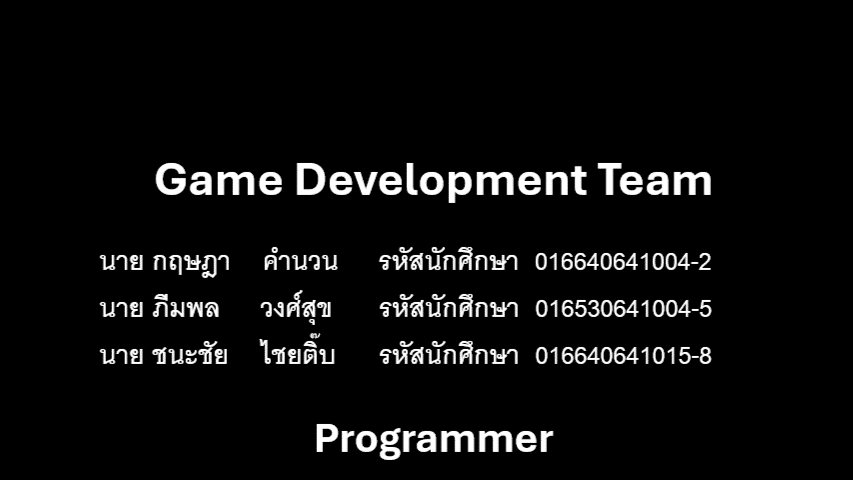 Game Development Team
นาย กฤษฎา คำนวน รหัสนักศึกษา 016640641004-2
นาย ภีมพล วงศ์สุข รหัสนักศึกษา 016530641004-5
นาย ชนะชัย ไชยติ๊บ รหัสนักศึกษา 016640641015-8
Programmer